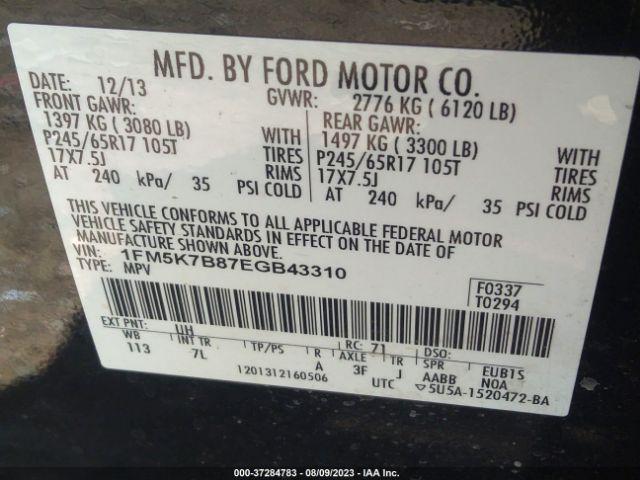 MFD. BY FORD MOTOR CO.
DATE: 12/13
GVWR: 2776 KG ( 6120 LB)
FRONT GAWR:
1397 KG ( 3080 LB) WITH
P245/65R17 105T TIRES
17X7.5J RIMS
AT 240 kPa/ 35 PSI COLD
REAR GAWR:
1497 KG ( 3300 LB) WITH
P245/65R17 105T TIRES
17X7.5J RIMS
AT 240 kPa/ 35 PSI COLD
THIS VEHICLE CONFORMS TO ALL APPLICABLE FEDERAL MOTOR
VEHICLE SAFETY STANDARDS IN EFFECT ON THE DATE OF
MANUFACTURE SHOWN ABOVE.
VIN: 1FM5K7B87EGB43310
TYPE: MPV
F0337
T0294
EXT PNT: UH RC: 71 DSO:
WB INT TR TP/PS R AXLE TR SPR EUB1S
113 7L A 3F J AABB N0A
1201312160506 UTC 5U5A-1520472-BA
000-37284783 - 08/09/2023 - IAA Inc.